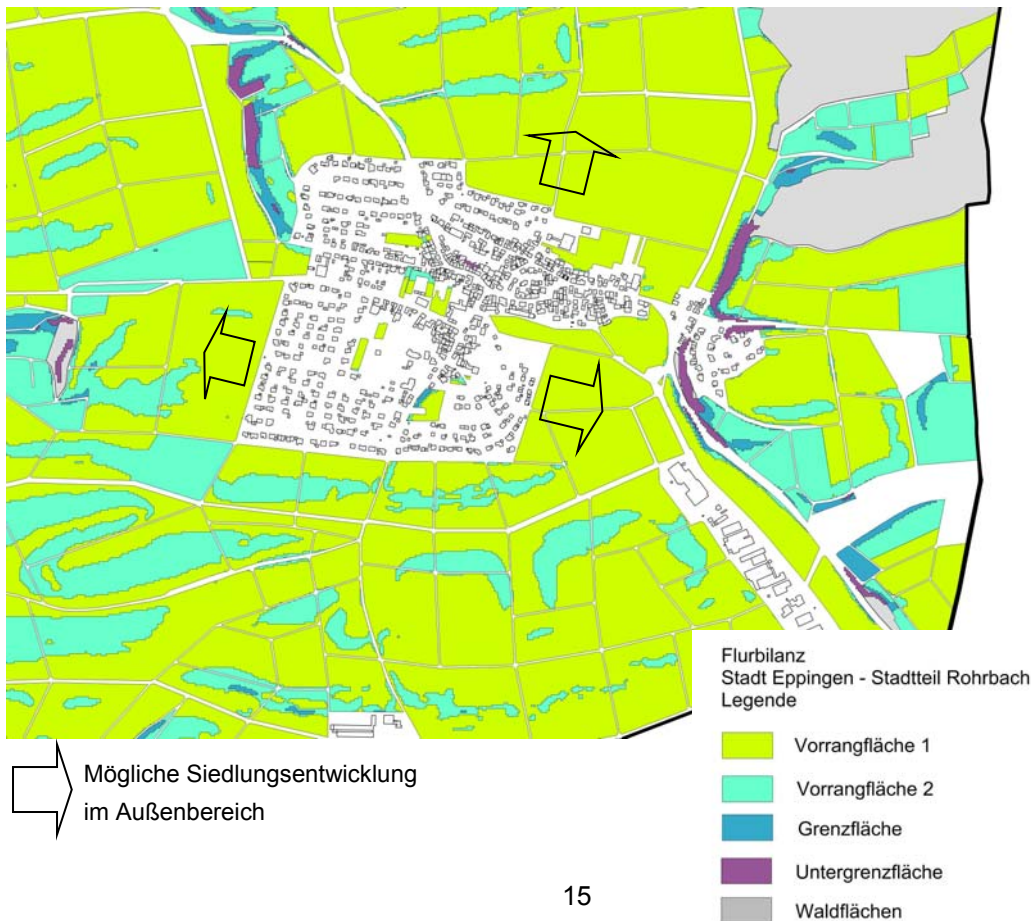 Flurbilanz
Stadt Eppingen - Stadtteil Rohrbach
Legende
Vorrangfläche 1
Vorrangfläche 2
Grenzfläche
Untergrenzfläche
Waldflächen
Mögliche Siedlungsentwicklung
im Außenbereich
15